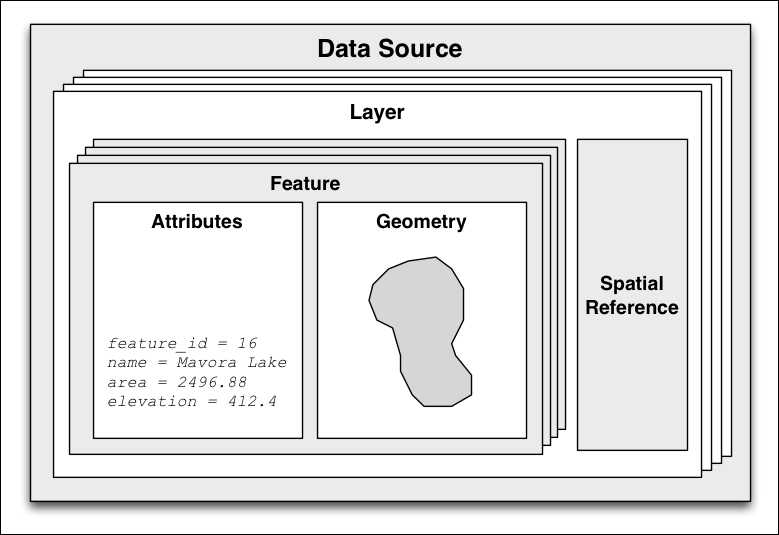 Data Source
Layer
Feature
Attributes
Geometry
feature_id = 16
name = Mavora Lake
area = 2496.88
elevation = 412.4
Spatial
Reference